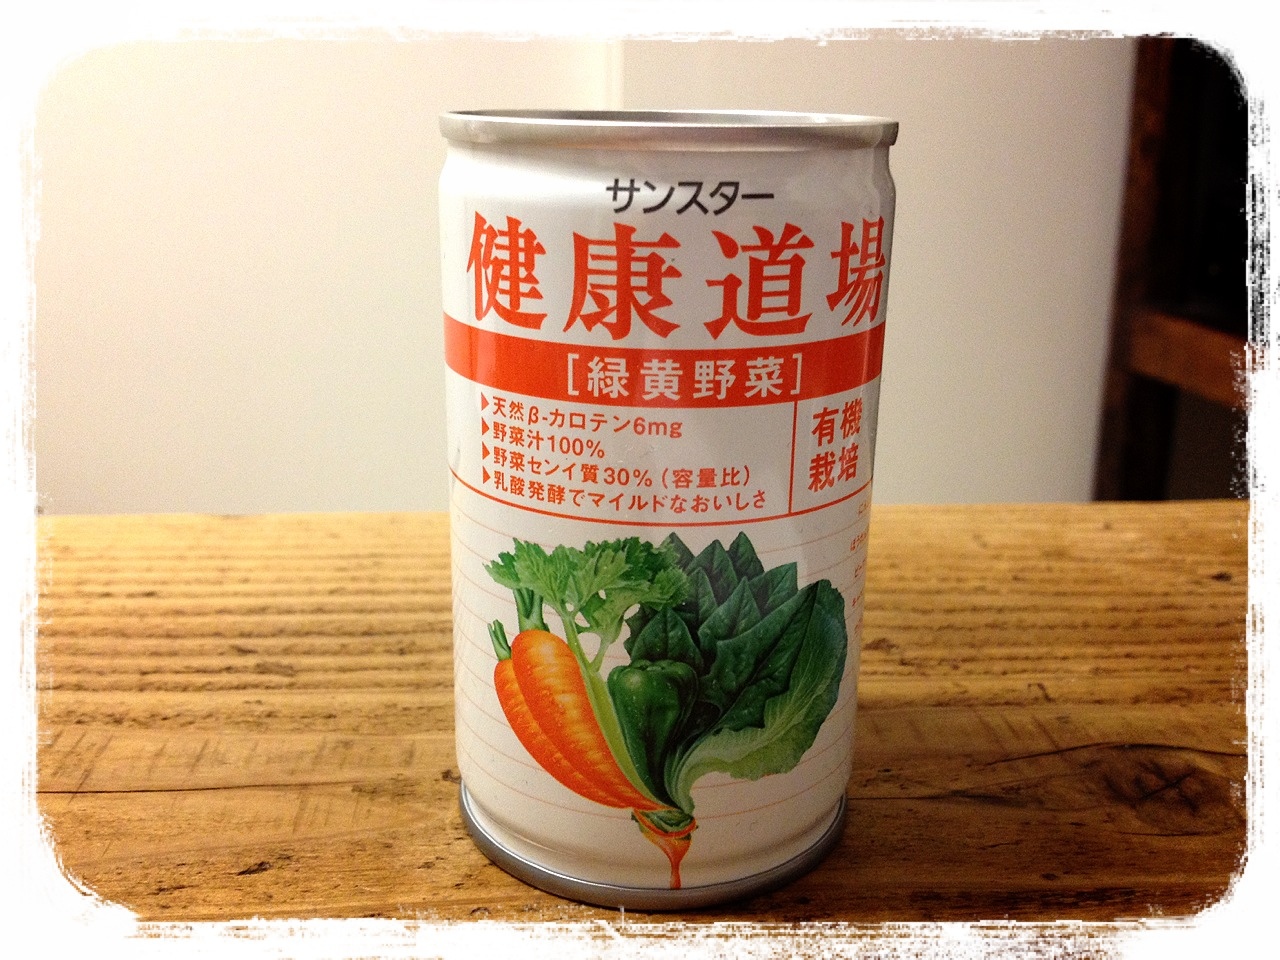 サンスター
健康道場
[緑黄野菜]
▶天然β-カロテン6mg
▶野菜汁100%
▶野菜センイ質30%（容量比）
▶乳酸発酵でマイルドなおいしさ
有機
栽培